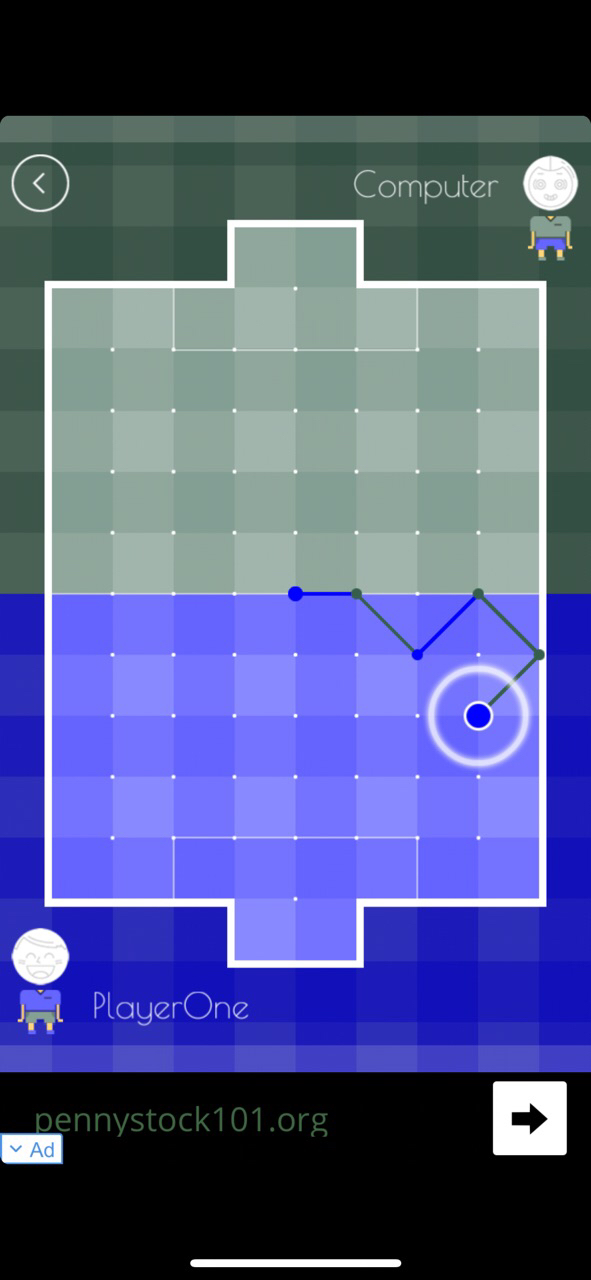 Computer
PlayerOne
pennystock101.org
Ad